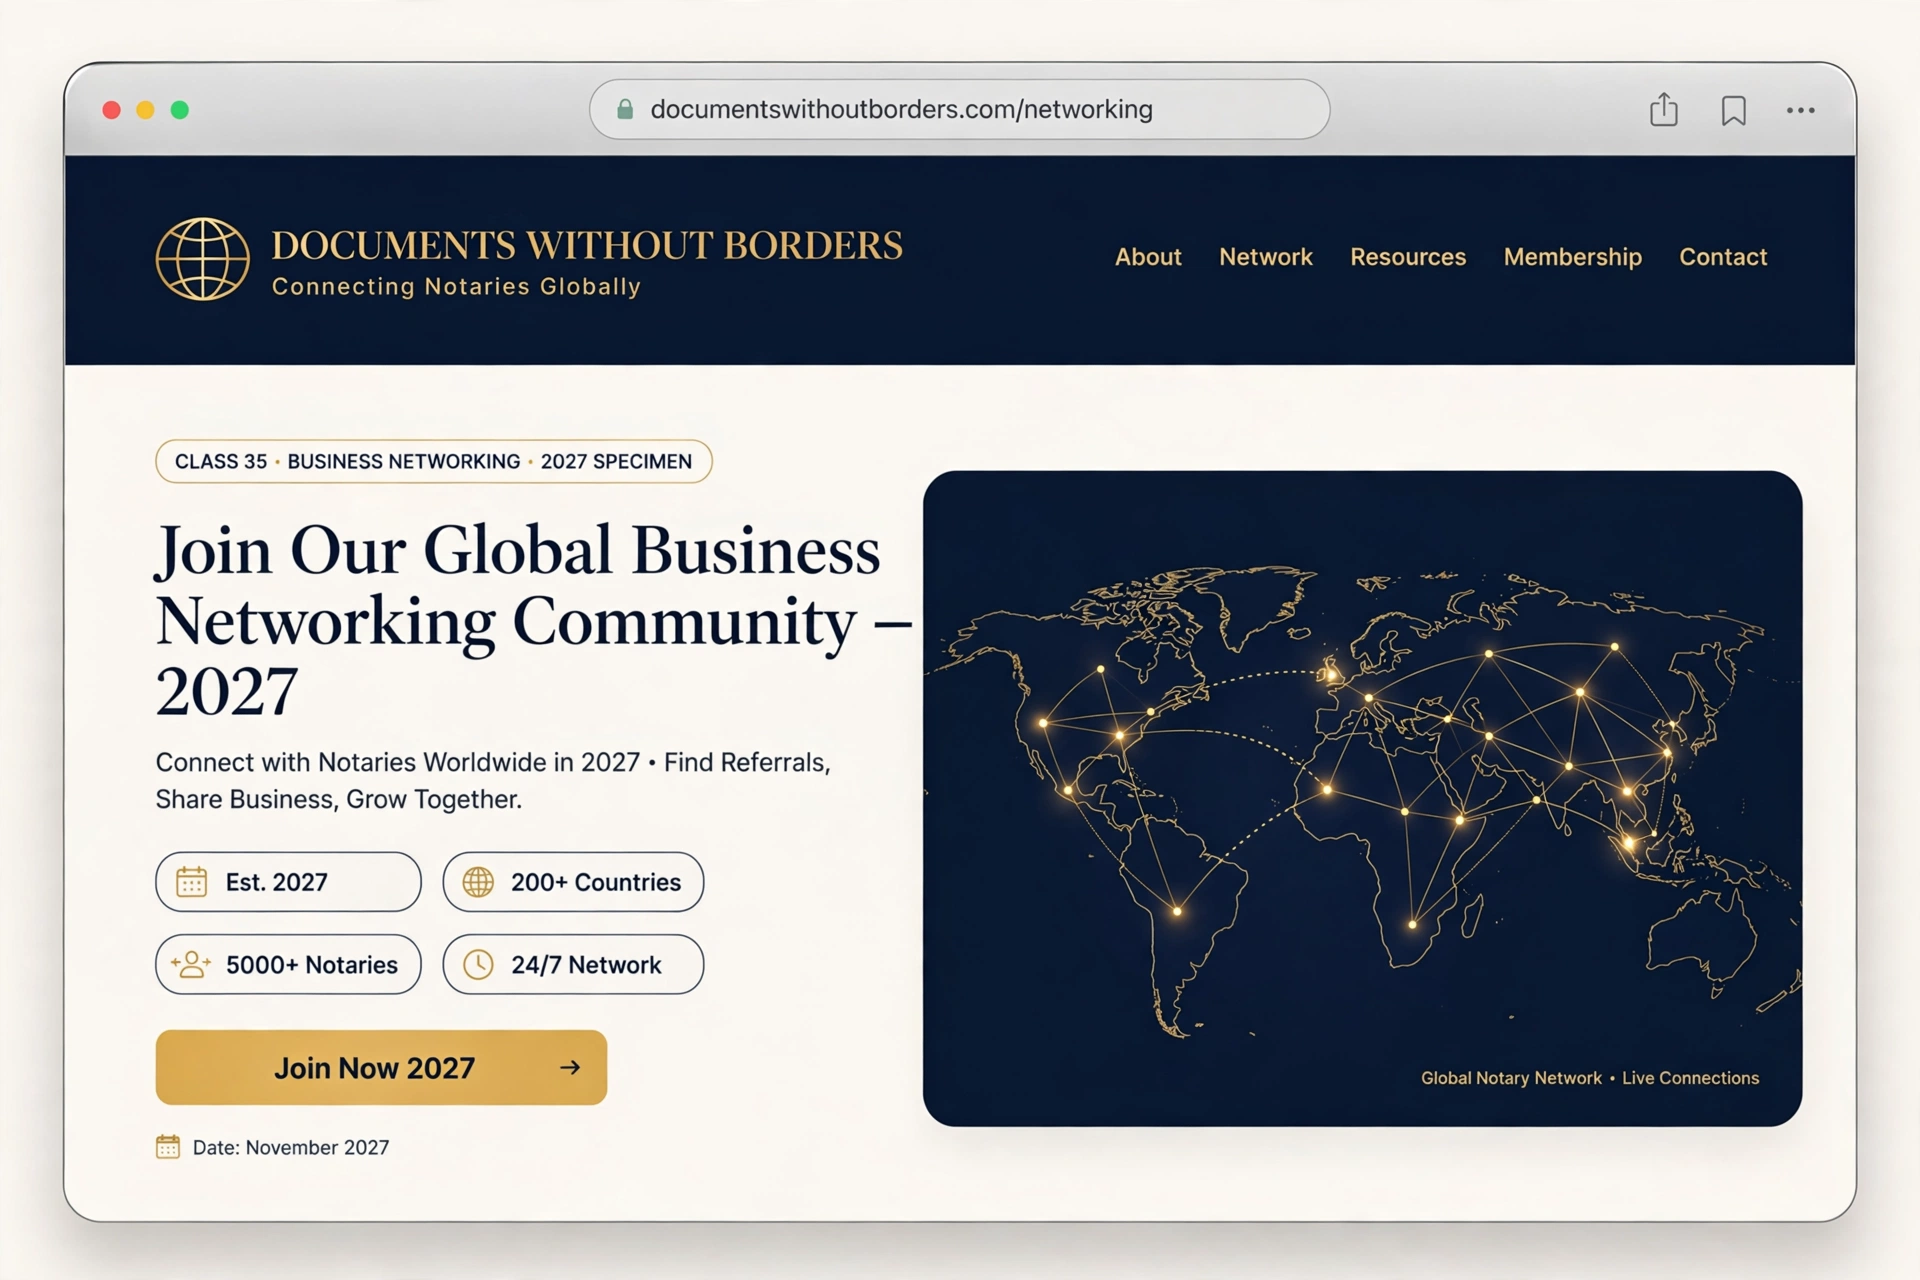 documentswithoutborders.com/networking
DOCUMENTS WITHOUT BORDERS
Connecting Notaries Globally
About Network Resources Membership Contact
CLASS 35 • BUSINESS NETWORKING • 2027 SPECIMEN
Join Our Global Business
Networking Community –
2027
Connect with Notaries Worldwide in 2027 • Find Referrals,
Share Business, Grow Together.
Est. 2027
200+ Countries
5000+ Notaries
24/7 Network
Join Now 2027 →
Date: November 2027
Global Notary Network • Live Connections